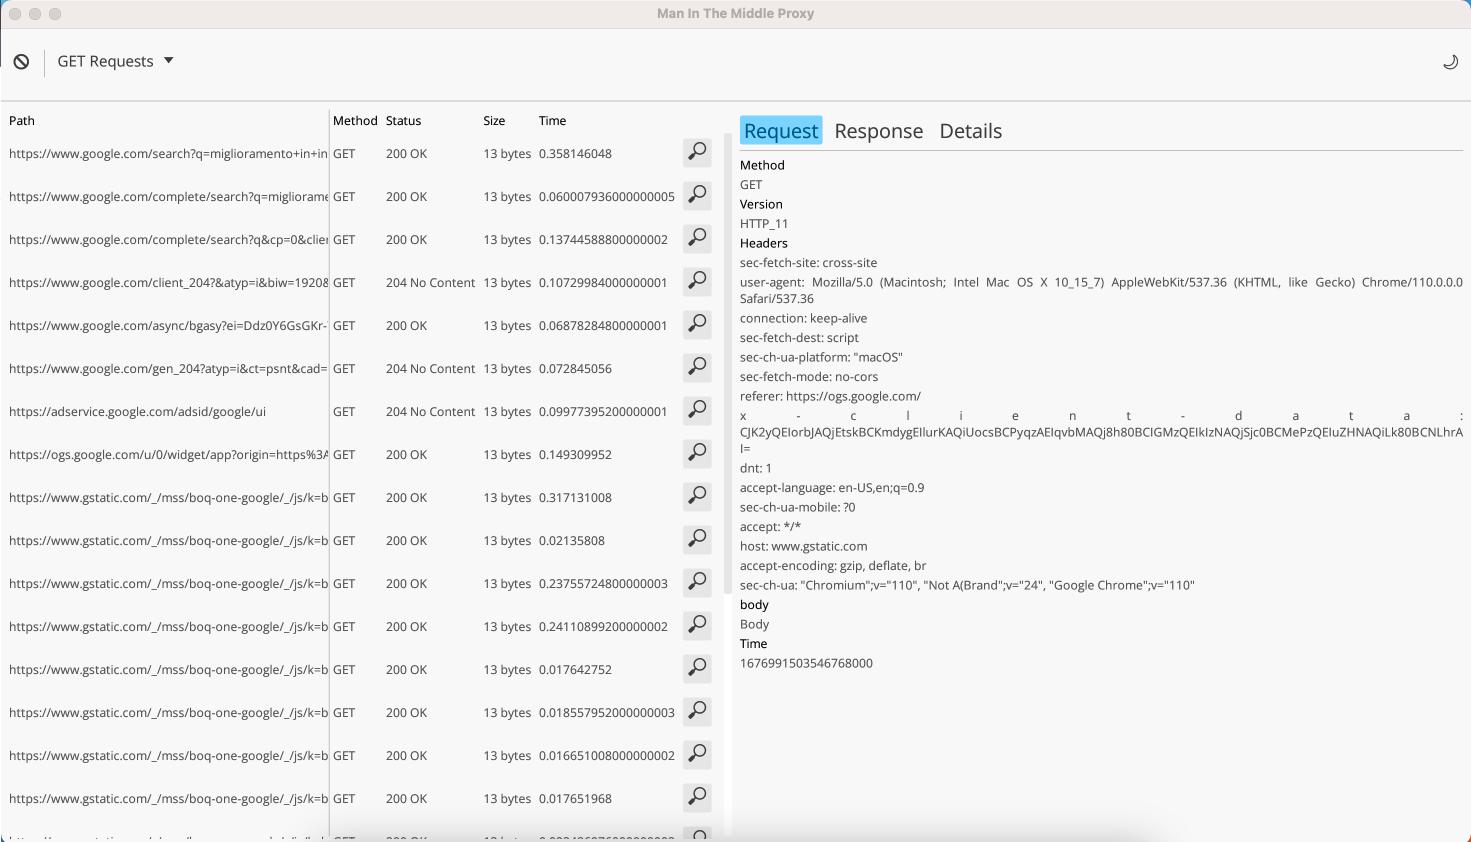 Man In The Middle Proxy
GET Requests
Path Method Status Size Time
https://www.google.com/search?q=miglioramento+in+in GET 200 OK 13 bytes 0.358146048
https://www.google.com/complete/search?q=migliorame GET 200 OK 13 bytes 0.060007936000000005
https://www.google.com/complete/search?q&cp=0&clien GET 200 OK 13 bytes 0.13744588800000002
https://www.google.com/client_204?&atyp=i&biw=1920& GET 204 No Content 13 bytes 0.10729984000000001
https://www.google.com/async/bgasy?ei=Ddz0Y6GsGKr- GET 200 OK 13 bytes 0.06878284800000001
https://www.google.com/gen_204?atyp=i&ct=psnt&cad= GET 204 No Content 13 bytes 0.072845056
https://adservice.google.com/adsid/google/ui GET 204 No Content 13 bytes 0.09977395200000001
https://ogs.google.com/u/0/widget/app?origin=https%3A GET 200 OK 13 bytes 0.149309952
https://www.gstatic.com/_/mss/boq-one-google/_/js/k=b GET 200 OK 13 bytes 0.317131008
https://www.gstatic.com/_/mss/boq-one-google/_/js/k=b GET 200 OK 13 bytes 0.02135808
https://www.gstatic.com/_/mss/boq-one-google/_/js/k=b GET 200 OK 13 bytes 0.23755724800000003
https://www.gstatic.com/_/mss/boq-one-google/_/js/k=b GET 200 OK 13 bytes 0.24110899200000002
https://www.gstatic.com/_/mss/boq-one-google/_/js/k=b GET 200 OK 13 bytes 0.017642752
https://www.gstatic.com/_/mss/boq-one-google/_/js/k=b GET 200 OK 13 bytes 0.018557952000000003
https://www.gstatic.com/_/mss/boq-one-google/_/js/k=b GET 200 OK 13 bytes 0.016651008000000002
https://www.gstatic.com/_/mss/boq-one-google/_/js/k=b GET 200 OK 13 bytes 0.017651968
Request Response Details
Method
GET
Version
HTTP_11
Headers
sec-fetch-site: cross-site
user-agent: Mozilla/5.0 (Macintosh; Intel Mac OS X 10_15_7) AppleWebKit/537.36 (KHTML, like Gecko) Chrome/110.0.0.0
Safari/537.36
connection: keep-alive
sec-fetch-dest: script
sec-ch-ua-platform: "macOS"
sec-fetch-mode: no-cors
referer: https://ogs.google.com/
x-client-data:
CJK2yQEIorbJAQjEtskBCKmdygEIlurKAQiUocsBCPyqzAEIqvbMAQj8h80BCIGMzQEIkIzNAQjSjc0BCMePzQEIuZHNAQiLk80BCNLhrA
I=
dnt: 1
accept-language: en-US,en;q=0.9
sec-ch-ua-mobile: ?0
accept: */*
host: www.gstatic.com
accept-encoding: gzip, deflate, br
sec-ch-ua: "Chromium";v="110", "Not A(Brand";v="24", "Google Chrome";v="110"
body
Body
Time
1676991503546768000